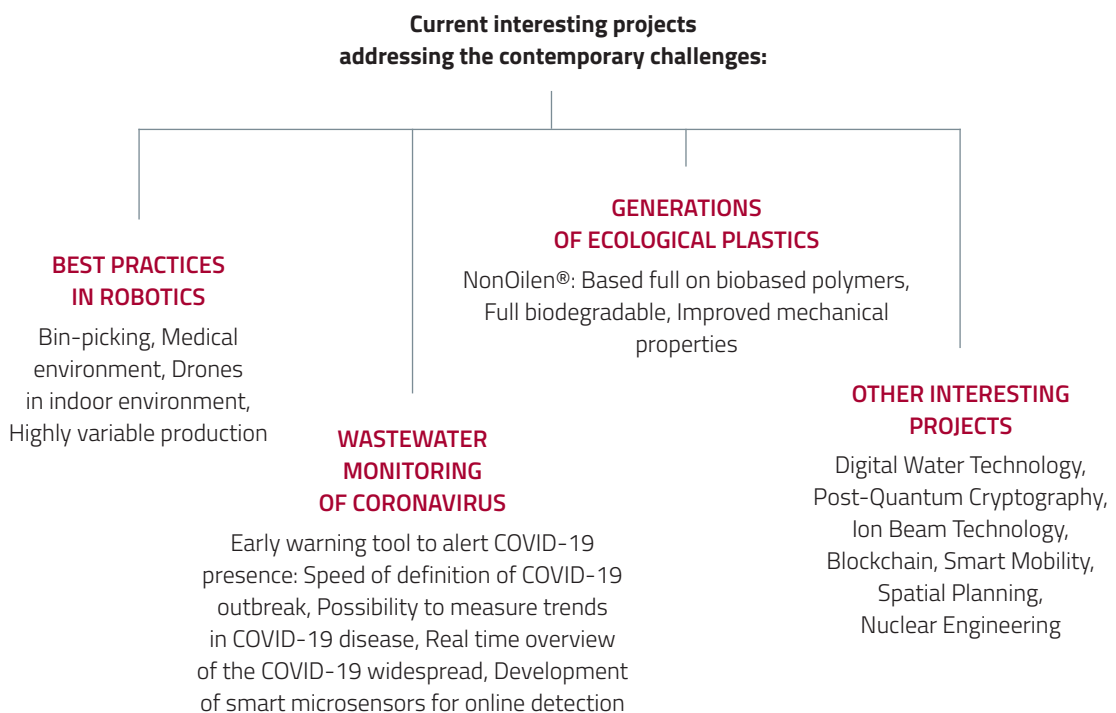 Current interesting projects
addressing the contemporary challenges:
BEST PRACTICES
IN ROBOTICS
Bin-picking, Medical
environment, Drones
in indoor environment,
Highly variable production
WASTEWATER
MONITORING
OF CORONAVIRUS
Early warning tool to alert COVID-19
presence: Speed of definition of COVID-19
outbreak, Possibility to measure trends
in COVID-19 disease, Real time overview
of the COVID-19 widespread, Development
of smart microsensors for online detection
GENERATIONS
OF ECOLOGICAL PLASTICS
NonOilen®: Based full on biobased polymers,
Full biodegradable, Improved mechanical
properties
OTHER INTERESTING
PROJECTS
Digital Water Technology,
Post-Quantum Cryptography,
Ion Beam Technology,
Blockchain, Smart Mobility,
Spatial Planning,
Nuclear Engineering